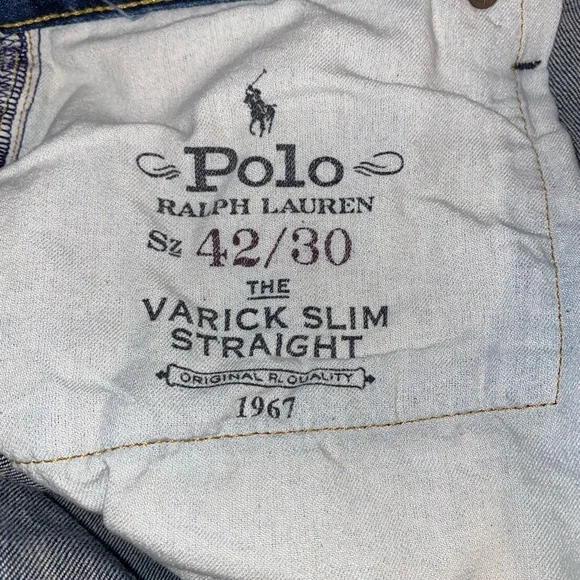 Polo
RALPH LAUREN
Sz 42/30
THE
VARICK SLIM
STRAIGHT
ORIGINAL RL QUALITY
1967